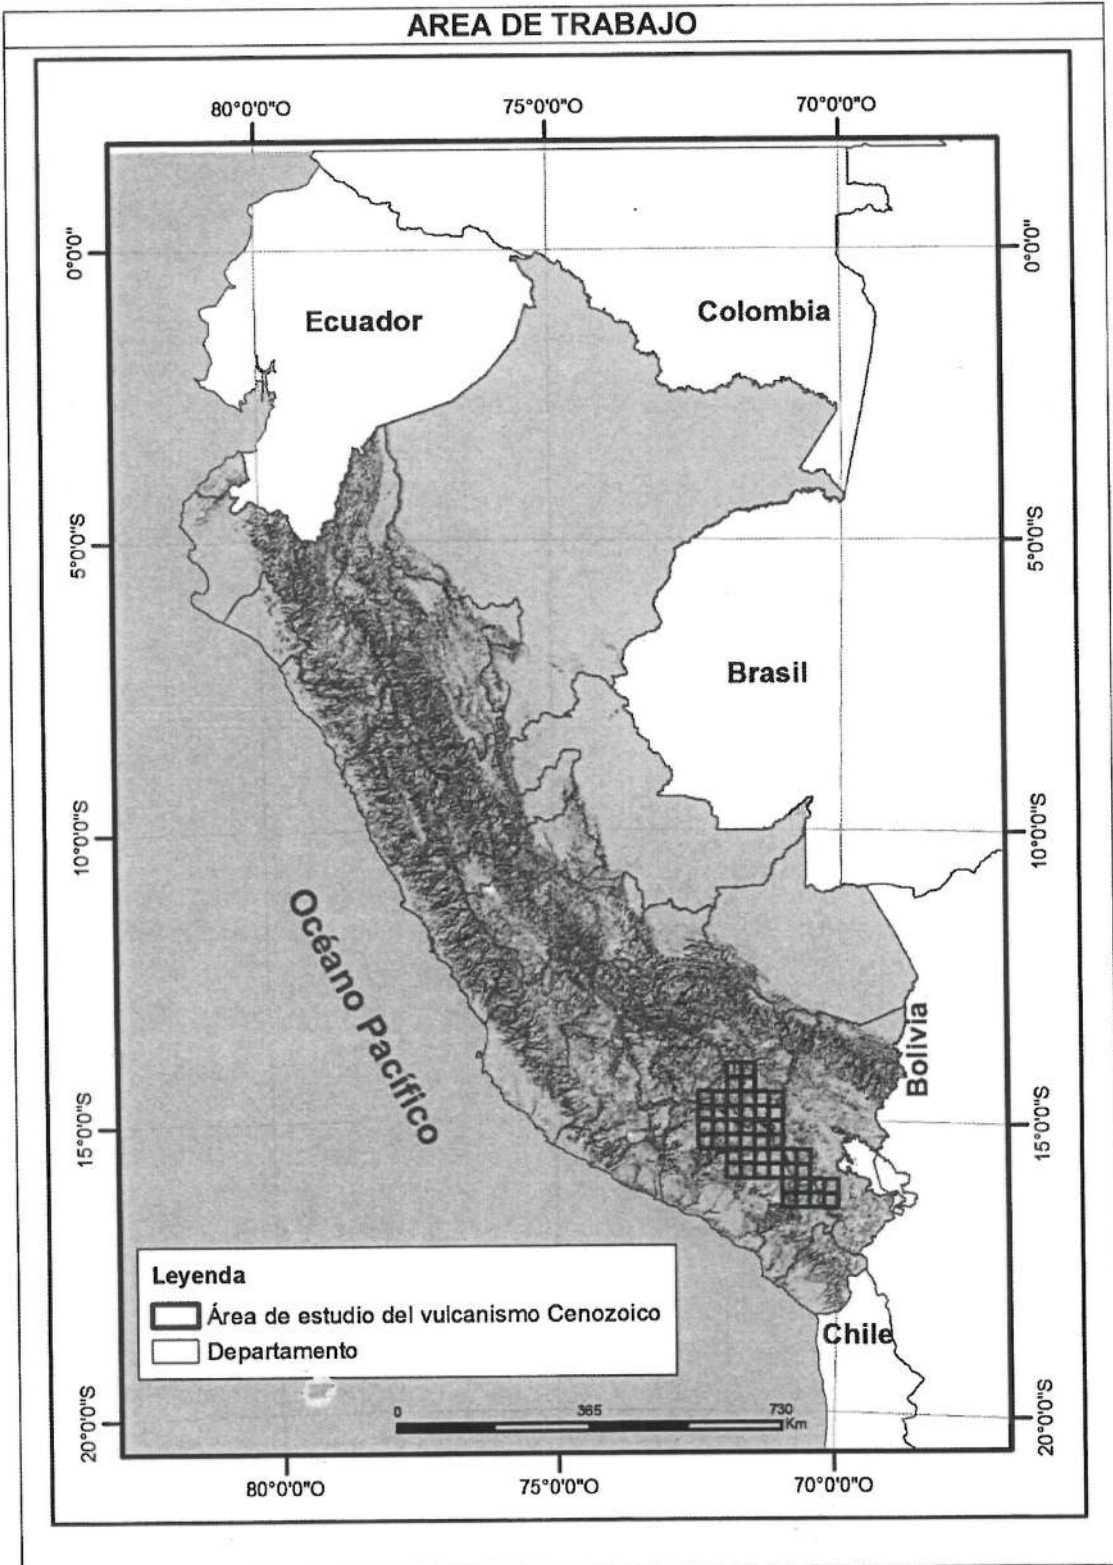 AREA DE TRABAJO
80°0'0"O
75°0'0"O
70°0'0"O
0°0'0"
0°0'0"
Ecuador
Colombia
5°0'0"S
5°0'0"S
Brasil
10°0'0"S
10°0'0"S
Océano Pacífico
Bolivia
15°0'0"S
15°0'0"S
Leyenda
Área de estudio del vulcanismo Cenozoico
Departamento
Chile
20°0'0"S
20°0'0"S
0
365
730
Km
80°0'0"O
75°0'0"O
70°0'0"O